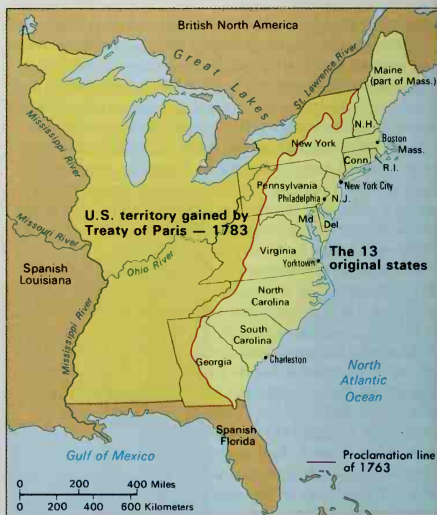 British North America
Great Lakes
St. Lawrence River
Maine
(part of Mass.)
Mississippi River
N.H.
New York
Boston
Mass.
Conn.
R.I.
Pennsylvania
New York City
Philadelphia
N.J.
U.S. territory gained by
Treaty of Paris — 1783
Md.
Del.
Missouri River
Virginia
The 13
original states
Ohio River
Yorktown
Spanish
Louisiana
North
Carolina
Mississippi River
South
Carolina
Georgia
Charleston
North
Atlantic
Ocean
Spanish
Florida
Gulf of Mexico
Proclamation line
of 1763
0 200 400 Miles
0 200 400 600 Kilometers